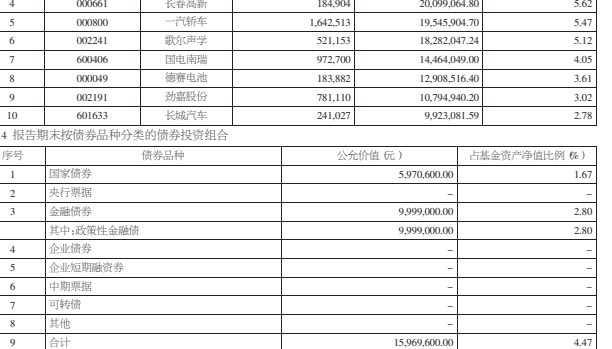 4 000661 长春高新 184,904 20,099,064.80 5.62
5 000800 一汽轿车 1,642,513 19,545,904.70 5.47
6 002241 歌尔声学 521,153 18,282,047.24 5.12
7 600406 国电南瑞 972,700 14,464,049.00 4.05
8 000049 德赛电池 183,882 12,908,516.40 3.61
9 002191 劲嘉股份 781,110 10,794,940.20 3.02
10 601633 长城汽车 241,027 9,923,081.59 2.78
.4 报告期末按债券品种分类的债券投资组合
序号 债券品种 公允价值（元） 占基金资产净值比例（%）
1 国家债券 5,970,600.00 1.67
2 央行票据 – –
3 金融债券 9,999,000.00 2.80
其中：政策性金融债 9,999,000.00 2.80
4 企业债券 – –
5 企业短期融资券 – –
6 中期票据 – –
7 可转债 – –
8 其他 – –
9 合计 15,969,600.00 4.47